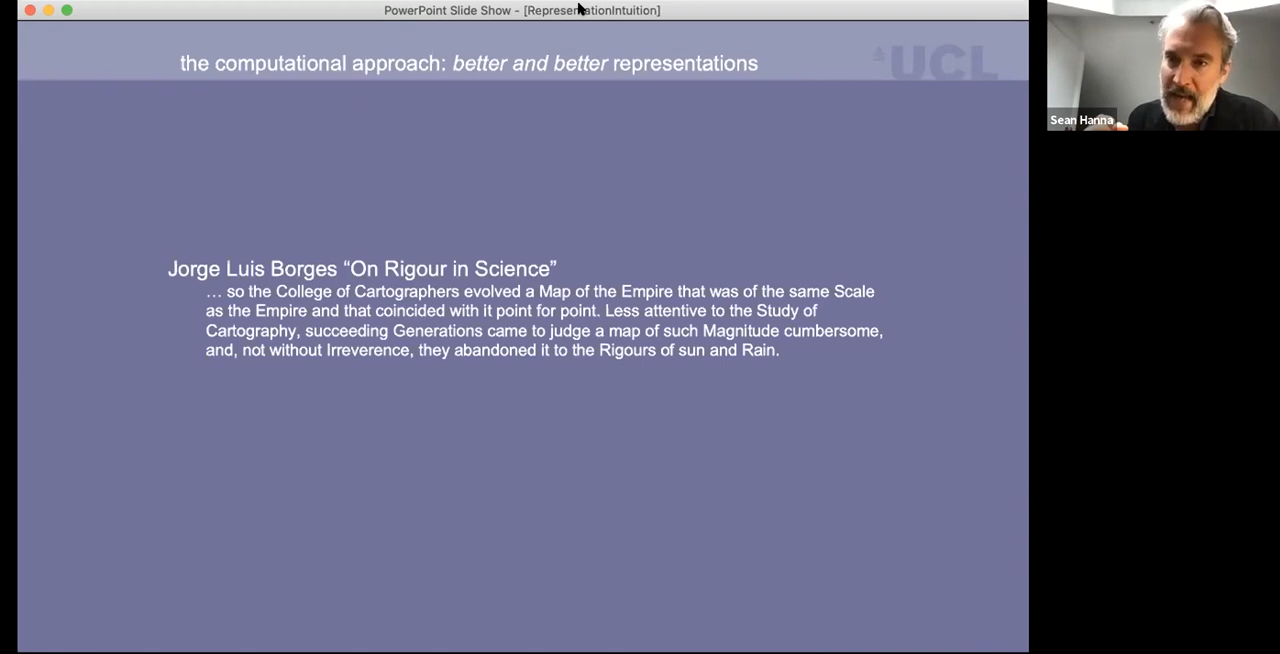 PowerPoint Slide Show - [RepresentationIntuition]
the computational approach: better and better representations
UCL
Sean Hanna
Jorge Luis Borges “On Rigour in Science”
… so the College of Cartographers evolved a Map of the Empire that was of the same Scale
as the Empire and that coincided with it point for point. Less attentive to the Study of
Cartography, succeeding Generations came to judge a map of such Magnitude cumbersome,
and, not without Irreverence, they abandoned it to the Rigours of sun and Rain.